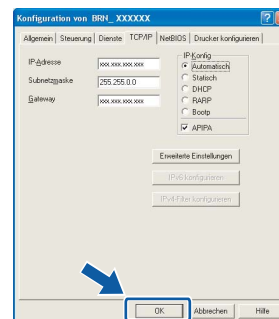 Konfiguration von BRN_XXXXXX
Allgemein Steuerung Dienste TCP/IP NetBIOS Drucker konfigurieren
IP-Adresse xxx.xxx.xxx.xxx
Subnetzmaske 255.255.0.0
Gateway xxx.xxx.xxx.xxx
IP-Konfig
Automatisch
Statisch
DHCP
RARP
Bootp
APIPA
Erweiterte Einstellungen
IPv6 konfigurieren
IPv4-Filter konfigurieren
OK Abbrechen Hilfe